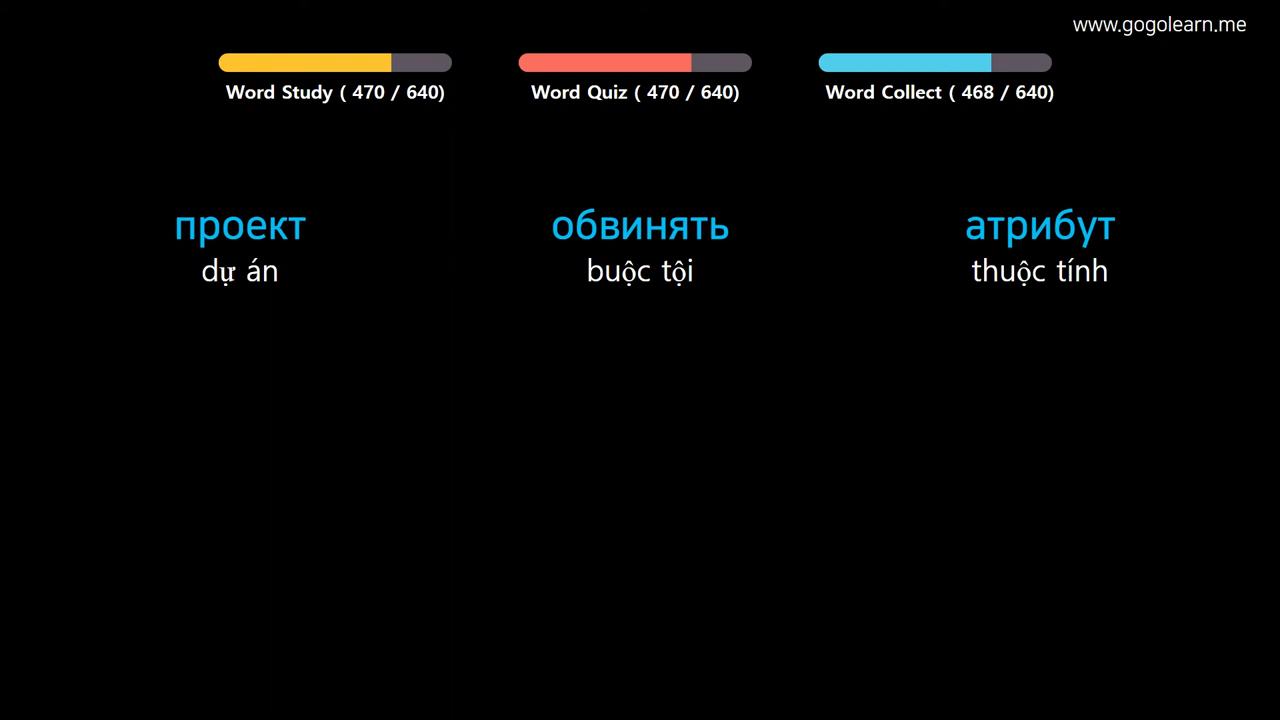 www.gogolearn.me
Word Study ( 470 / 640)
Word Quiz ( 470 / 640)
Word Collect ( 468 / 640)
проект
обвинять
атрибут
dự án
buộc tội
thuộc tính